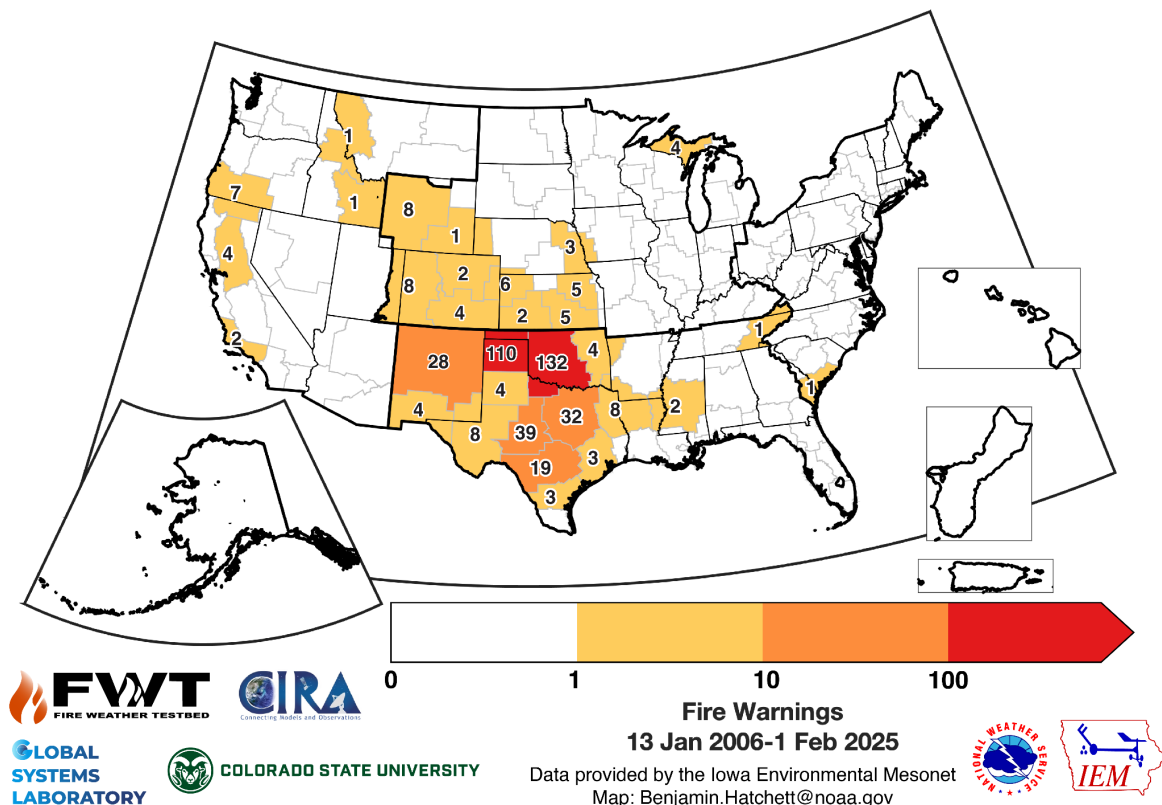 1
4
7
1
8
1
3
4
8
2
6
5
4
2
5
2
1
28
110
132
4
4
1
4
8
39
32
8
2
19
3
3
0
1
10
100
Fire Warnings
13 Jan 2006-1 Feb 2025
Data provided by the Iowa Environmental Mesonet
Map: Benjamin.Hatchett@noaa.gov
FWT
FIRE WEATHER TESTBED
CIRA
Connecting Models and Observations
GLOBAL
SYSTEMS
LABORATORY
COLORADO STATE UNIVERSITY
NATIONAL WEATHER SERVICE
IEM